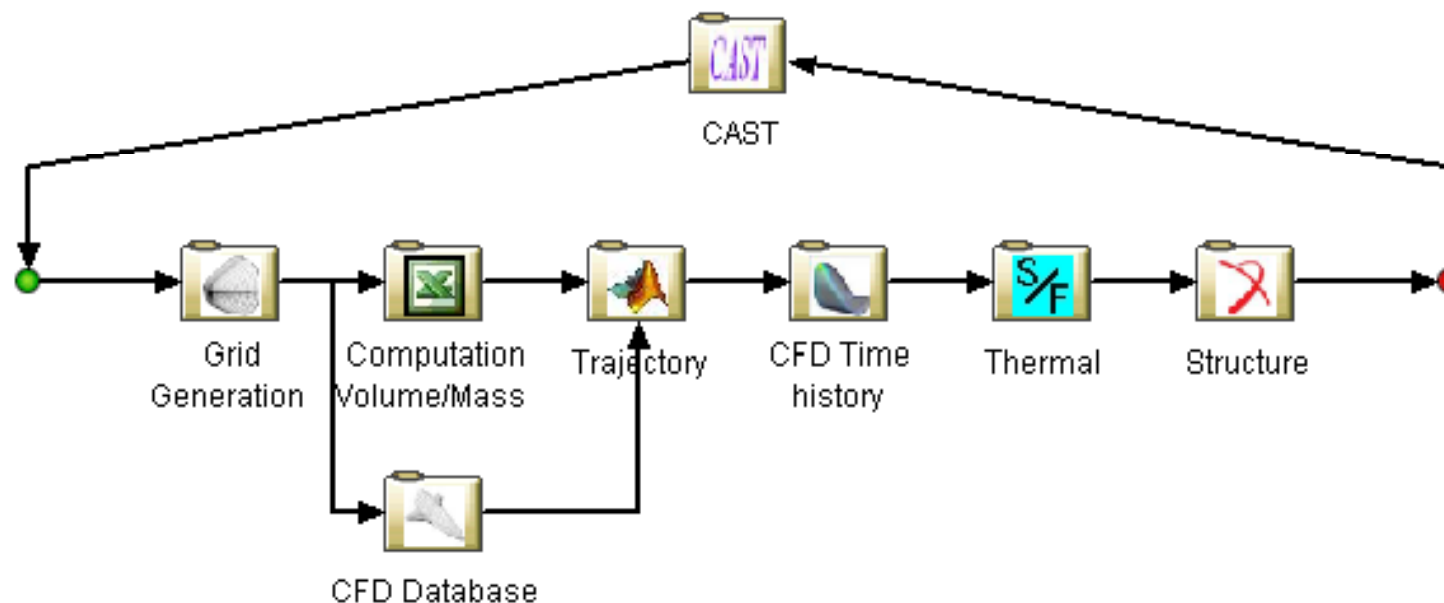 CAST
CAST
Grid
Generation
Computation
Volume/Mass
Trajectory
CFD Time
history
S/F
Thermal
Structure
CFD Database